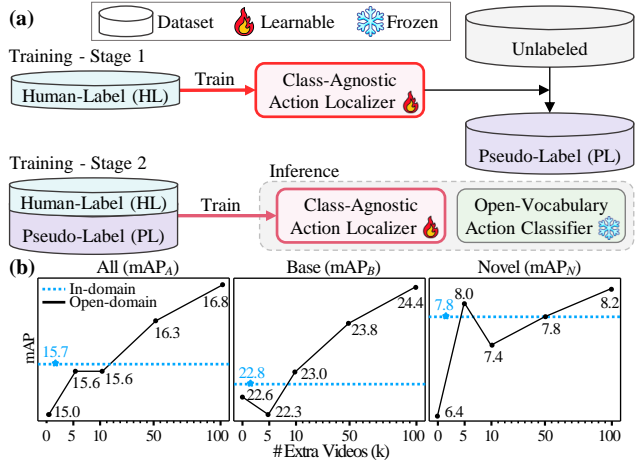 (a) Dataset Learnable Frozen
Training - Stage 1
Human-Label (HL)
Train
Class-Agnostic
Action Localizer
Unlabeled
Pseudo-Label (PL)
Training - Stage 2
Human-Label (HL)
Pseudo-Label (PL)
Train
Inference
Class-Agnostic
Action Localizer
Open-Vocabulary
Action Classifier
(b) All (mAP_A) Base (mAP_B) Novel (mAP_N)
In-domain
Open-domain
mAP
15.7
15.0
15.6
15.6
16.3
16.8
0 5 10 50 100
22.8
22.6
22.3
23.0
23.8
24.4
0 5 10 50 100
7.8
6.4
8.0
7.4
7.8
8.2
0 5 10 50 100
# Extra Videos (k)